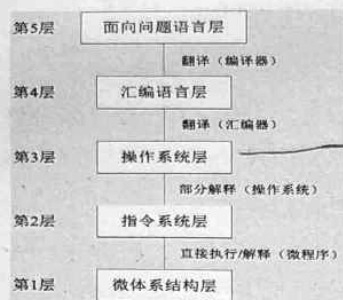 第5层 面向问题语言层
翻译（编译器）
第4层 汇编语言层
翻译（汇编器）
第3层 操作系统层
部分解释（操作系统）
第2层 指令系统层
直接执行/解释（微程序）
第1层 微体系结构层